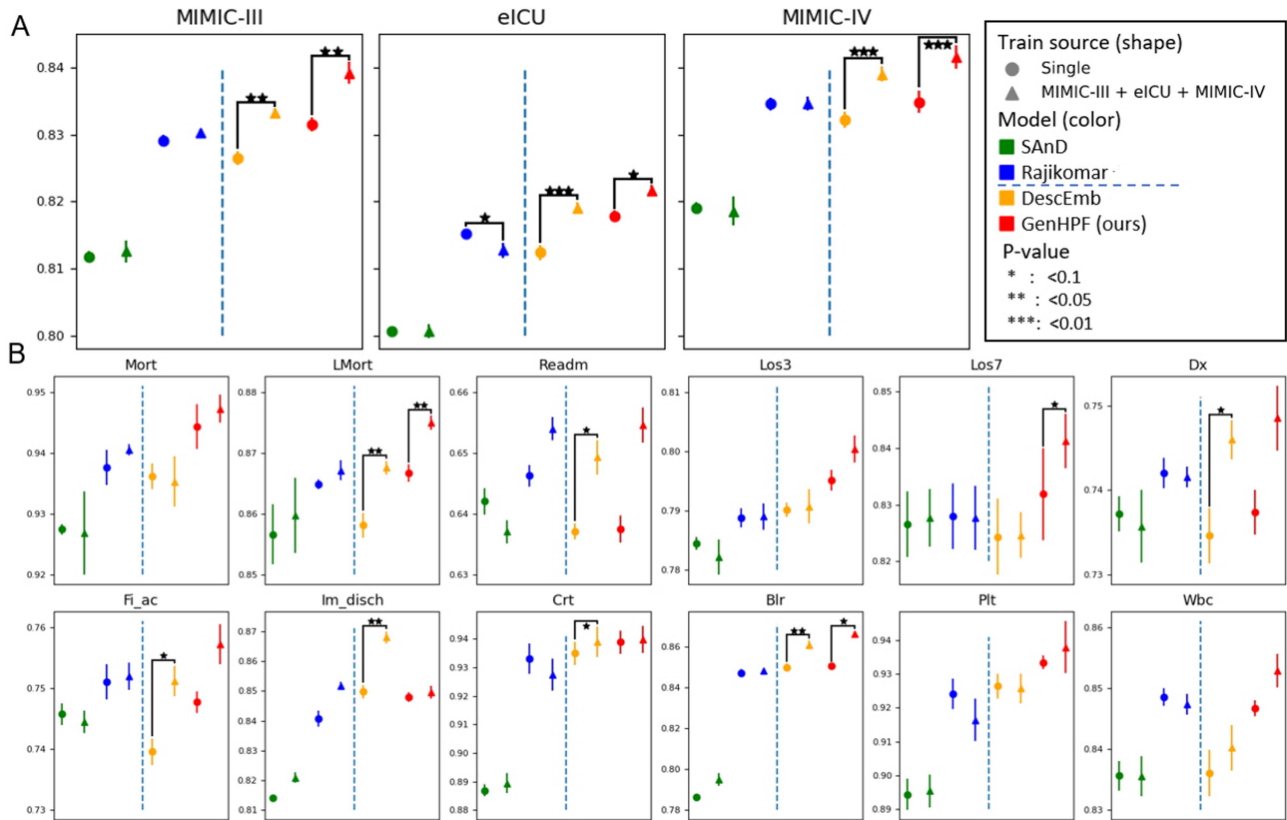 A
MIMIC-III
eICU
MIMIC-IV
0.84
0.83
0.82
0.81
0.80
★★
★★
★
★★★
★
★★★
★★★
Train source (shape)
Single
MIMIC-III + eICU + MIMIC-IV
Model (color)
SAnD
Rajikomar
DescEmb
GenHPF (ours)
P-value
* : <0.1
** : <0.05
***: <0.01
B
Mort
0.95
0.94
0.93
0.92
LMort
0.88
0.87
0.86
0.85
★★
★★
Readm
0.66
0.65
0.64
0.63
★
Los3
0.81
0.80
0.79
0.78
Los7
0.85
0.84
0.83
0.82
★
Dx
0.75
0.74
0.73
★
Fi_ac
0.76
0.75
0.74
0.73
★
Im_disch
0.87
0.86
0.85
0.84
0.83
0.82
0.81
★★
Crt
0.94
0.93
0.92
0.91
0.90
0.89
0.88
★
Blr
0.86
0.84
0.82
0.80
0.78
★★
★
Plt
0.94
0.93
0.92
0.91
0.90
0.89
Wbc
0.86
0.85
0.84
0.83